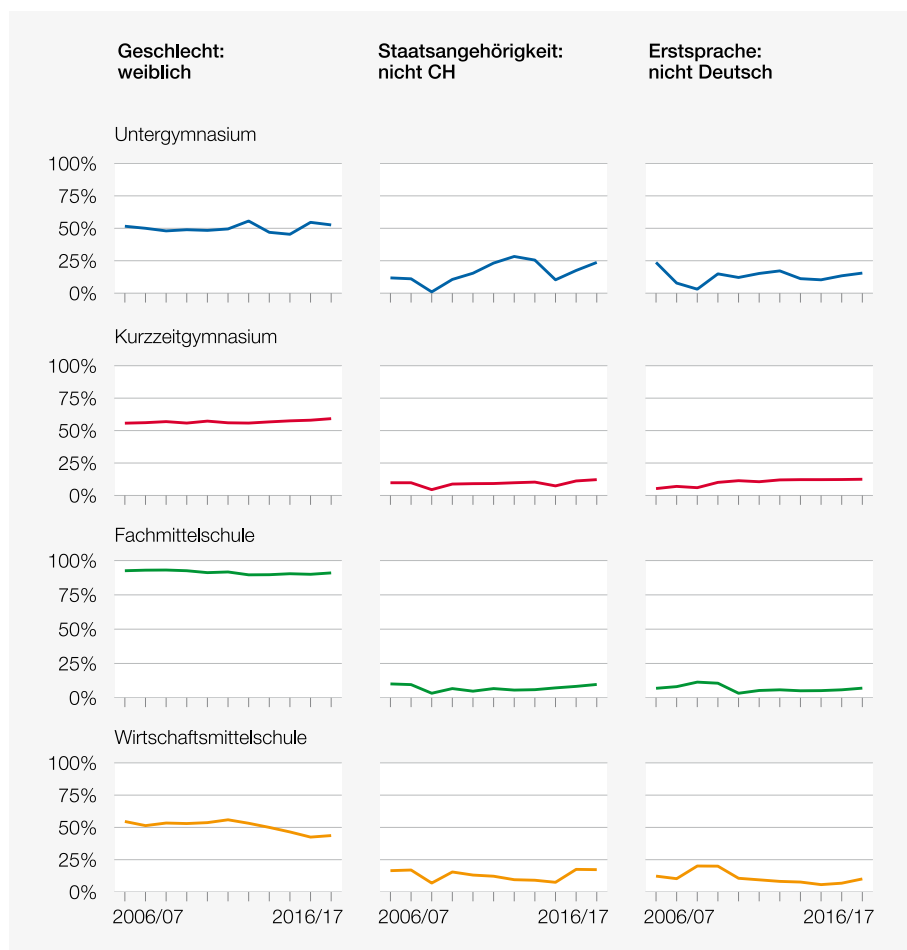 Geschlecht:
weiblich
Staatsangehörigkeit:
nicht CH
Erstsprache:
nicht Deutsch
Untergymnasium
100%
75%
50%
25%
0%
Kurzzeitgymnasium
100%
75%
50%
25%
0%
Fachmittelschule
100%
75%
50%
25%
0%
Wirtschaftsmittelschule
100%
75%
50%
25%
0%
2006/07 2016/17 2006/07 2016/17 2006/07 2016/17